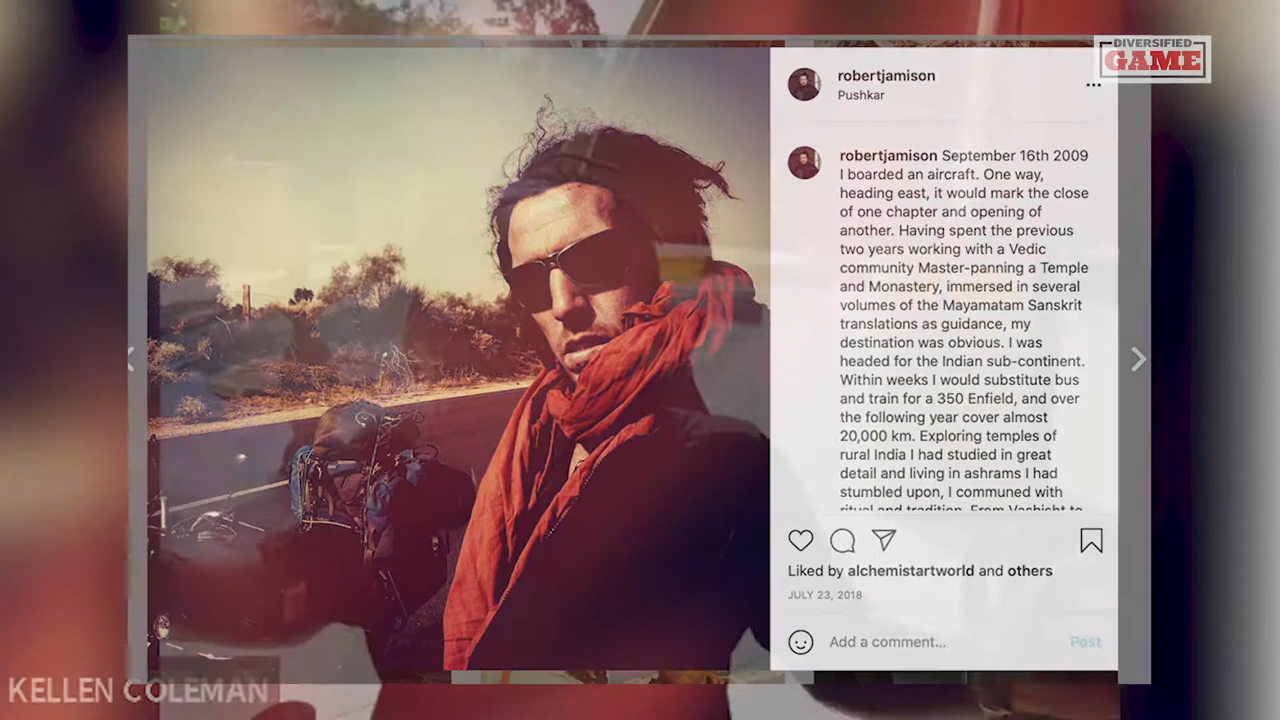 DIVERSIFIED
GAME
robertjamison
Pushkar
...
robertjamison September 16th 2009
I boarded an aircraft. One way,
heading east, it would mark the close
of one chapter and opening of
another. Having spent the previous
two years working with a Vedic
community Master-panning a Temple
and Monastery, immersed in several
volumes of the Mayamatam Sanskrit
translations as guidance, my
destination was obvious. I was
headed for the Indian sub-continent.
Within weeks I would substitute bus
and train for a 350 Enfield, and over
the following year cover almost
20,000 km. Exploring temples of
rural India I had studied in great
detail and living in ashrams I had
stumbled upon, I communed with
ritual and tradition. From Vashisht to
Liked by alchemistartworld and others
JULY 23, 2018
Add a comment...
Post
KELLEN COLEMAN